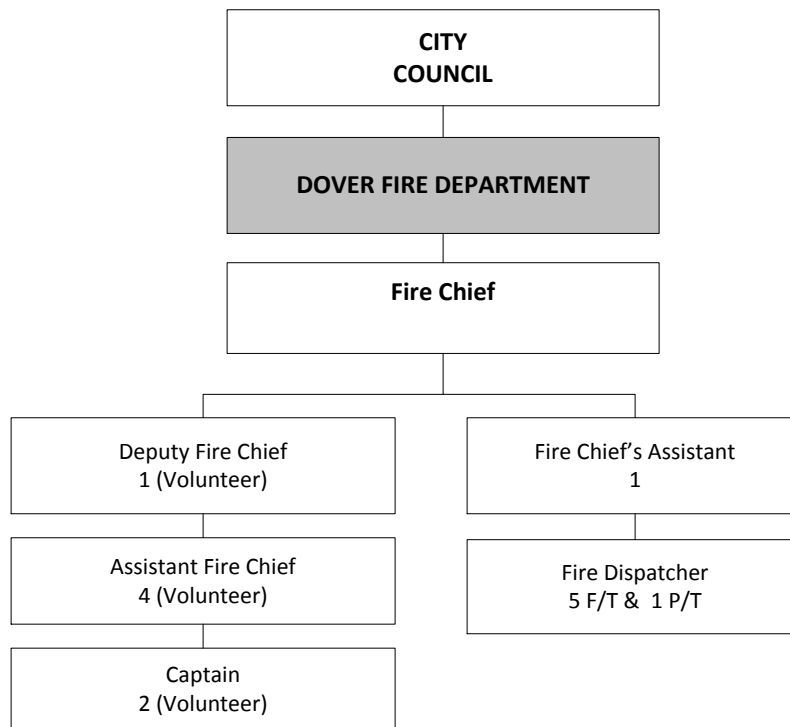 CITY
COUNCIL
DOVER FIRE DEPARTMENT
Fire Chief
Deputy Fire Chief
1 (Volunteer)
Fire Chief’s Assistant
1
Assistant Fire Chief
4 (Volunteer)
Fire Dispatcher
5 F/T & 1 P/T
Captain
2 (Volunteer)